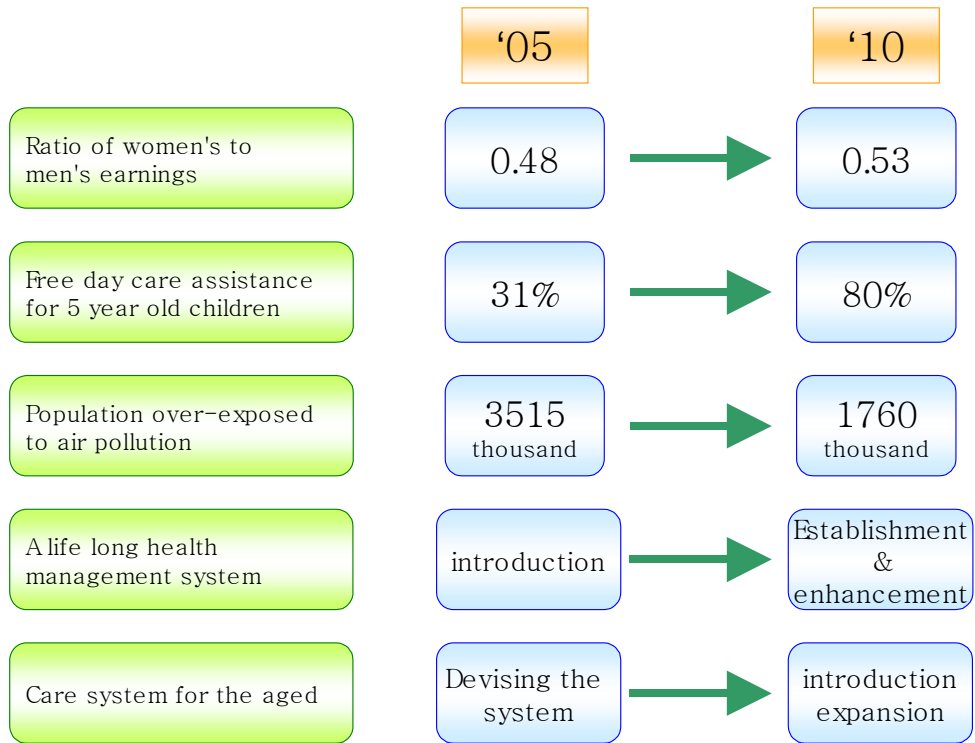 ‘05
‘10
Ratio of women's to
men's earnings
0.48
0.53
Free day care assistance
for 5 year old children
31%
80%
Population over-exposed
to air pollution
3515
thousand
1760
thousand
A life long health
management system
introduction
Establishment
&
enhancement
Care system for the aged
Devising the
system
introduction
expansion